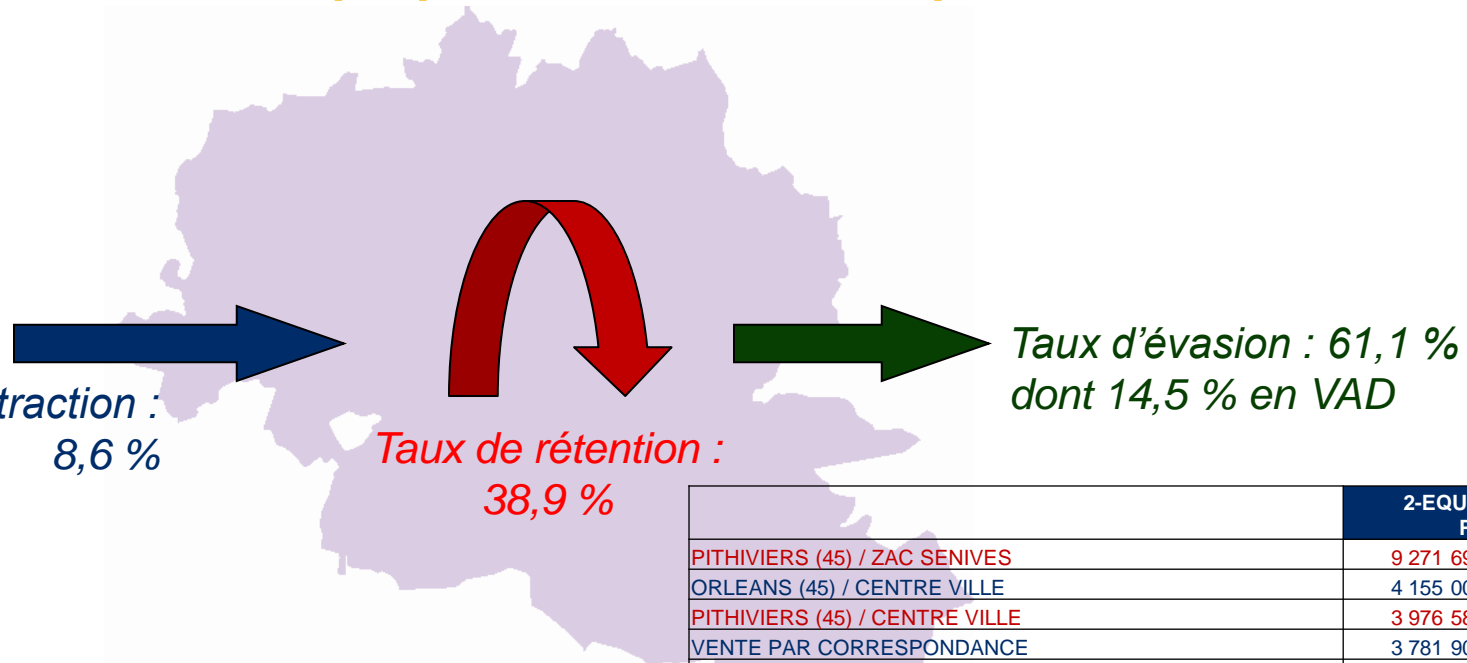 Taux d'évasion : 61,1 %
dont 14,5 % en VAD
8,6 %
Taux de rétention :
38,9 %
PITHIVIERS (45) / ZAC SENIVES
ORLEANS (45) / CENTRE VILLE
PITHIVIERS (45) / CENTRE VILLE
VENTE PAR CORRESPONDANCE